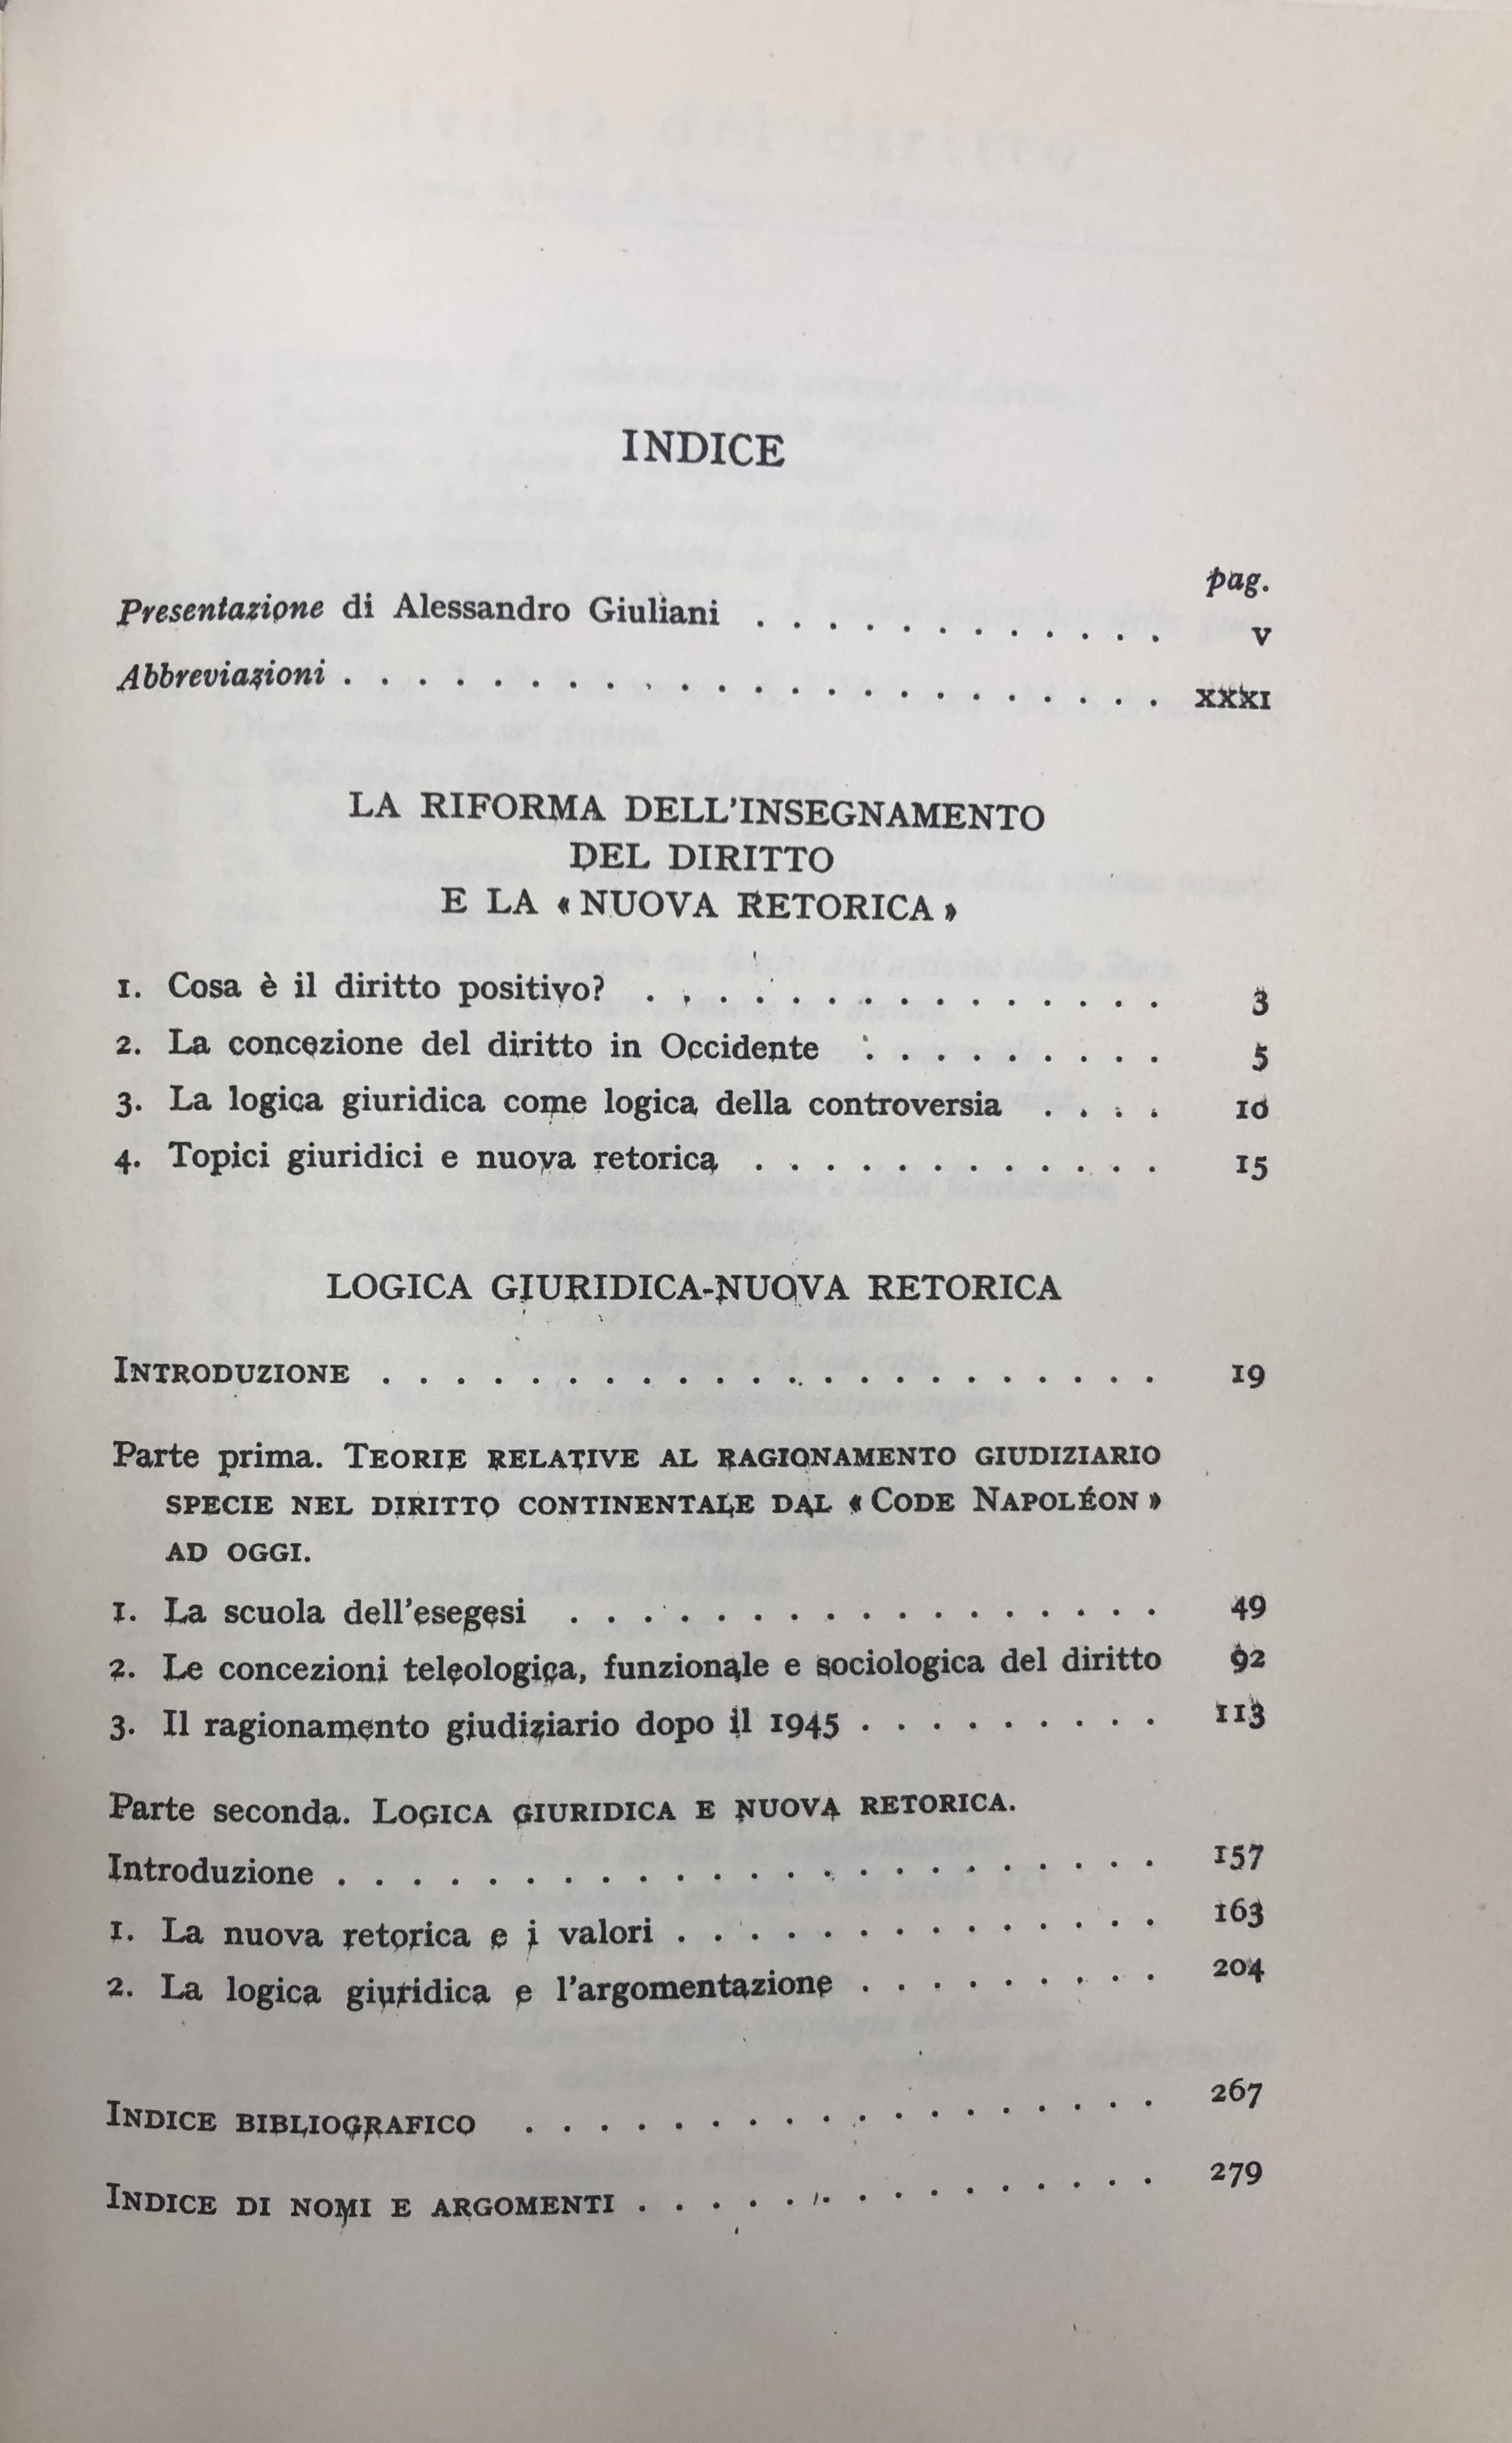 INDICE
pag.
Presentazione di Alessandro Giuliani . . . . . . . . . . . . v
Abbreviazioni . . . . . . . . . . . . . . . . . . . . . . . xxxi
LA RIFORMA DELL'INSEGNAMENTO
DEL DIRITTO
E LA « NUOVA RETORICA »
1. Cosa è il diritto positivo? . . . . . . . . . . . . . . . 3
2. La concezione del diritto in Occidente . . . . . . . . . 5
3. La logica giuridica come logica della controversia . . . . 10
4. Topici giuridici e nuova retorica . . . . . . . . . . . . 15
LOGICA GIURIDICA-NUOVA RETORICA
INTRODUZIONE . . . . . . . . . . . . . . . . . . . . . . 19
Parte prima. TEORIE RELATIVE AL RAGIONAMENTO GIUDIZIARIO
SPECIE NEL DIRITTO CONTINENTALE DAL « CODE NAPOLÉON »
AD OGGI.
1. La scuola dell'esegesi . . . . . . . . . . . . . . . . . 49
2. Le concezioni teleologica, funzionale e sociologica del diritto 92
3. Il ragionamento giudiziario dopo il 1945 . . . . . . . . . 113
Parte seconda. LOGICA GIURIDICA E NUOVA RETORICA.
Introduzione . . . . . . . . . . . . . . . . . . . . . . . 157
1. La nuova retorica e i valori . . . . . . . . . . . . . . 163
2. La logica giuridica e l'argomentazione . . . . . . . . . 204
INDICE BIBLIOGRAFICO . . . . . . . . . . . . . . . . . . 267
INDICE DI NOMI E ARGOMENTI . . . . . . . . . . . . . . . 279